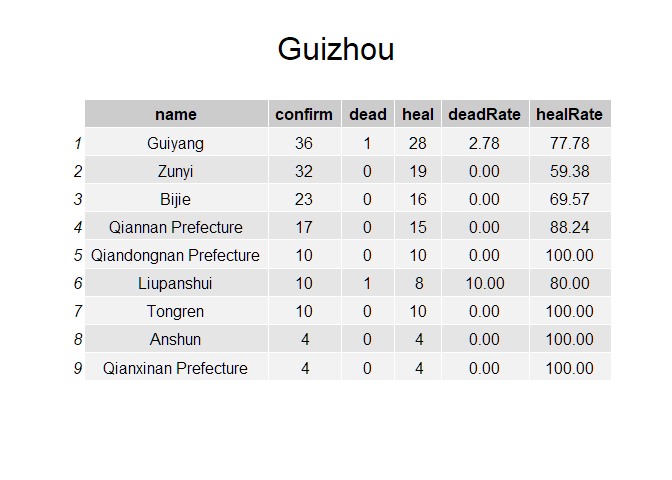 Guizhou
name confirm dead heal deadRate healRate
1 Guiyang 36 1 28 2.78 77.78
2 Zunyi 32 0 19 0.00 59.38
3 Bijie 23 0 16 0.00 69.57
4 Qiannan Prefecture 17 0 15 0.00 88.24
5 Qiandongnan Prefecture 10 0 10 0.00 100.00
6 Liupanshui 10 1 8 10.00 80.00
7 Tongren 10 0 10 0.00 100.00
8 Anshun 4 0 4 0.00 100.00
9 Qianxinan Prefecture 4 0 4 0.00 100.00